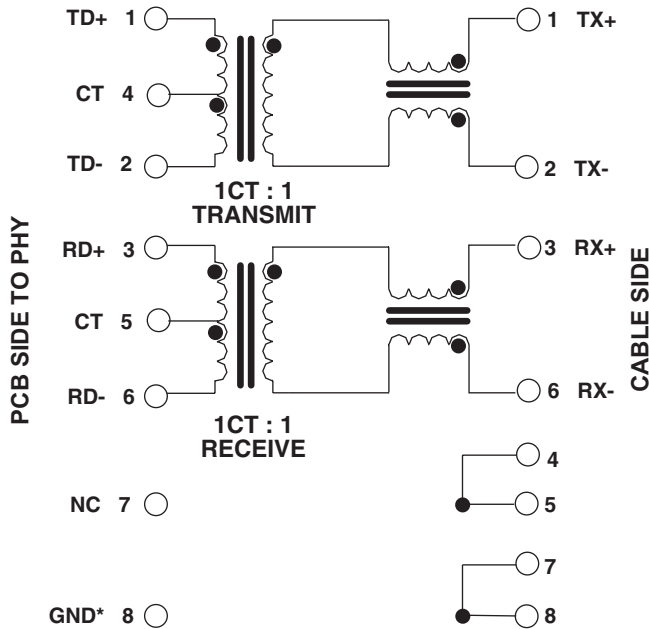 TD+ 1
1 TX+
CT 4
TD- 2
2 TX-
1CT : 1
TRANSMIT
PCB SIDE TO PHY
CABLE SIDE
RD+ 3
3 RX+
CT 5
RD- 6
6 RX-
1CT : 1
RECEIVE
4
NC 7
5
7
GND* 8
8